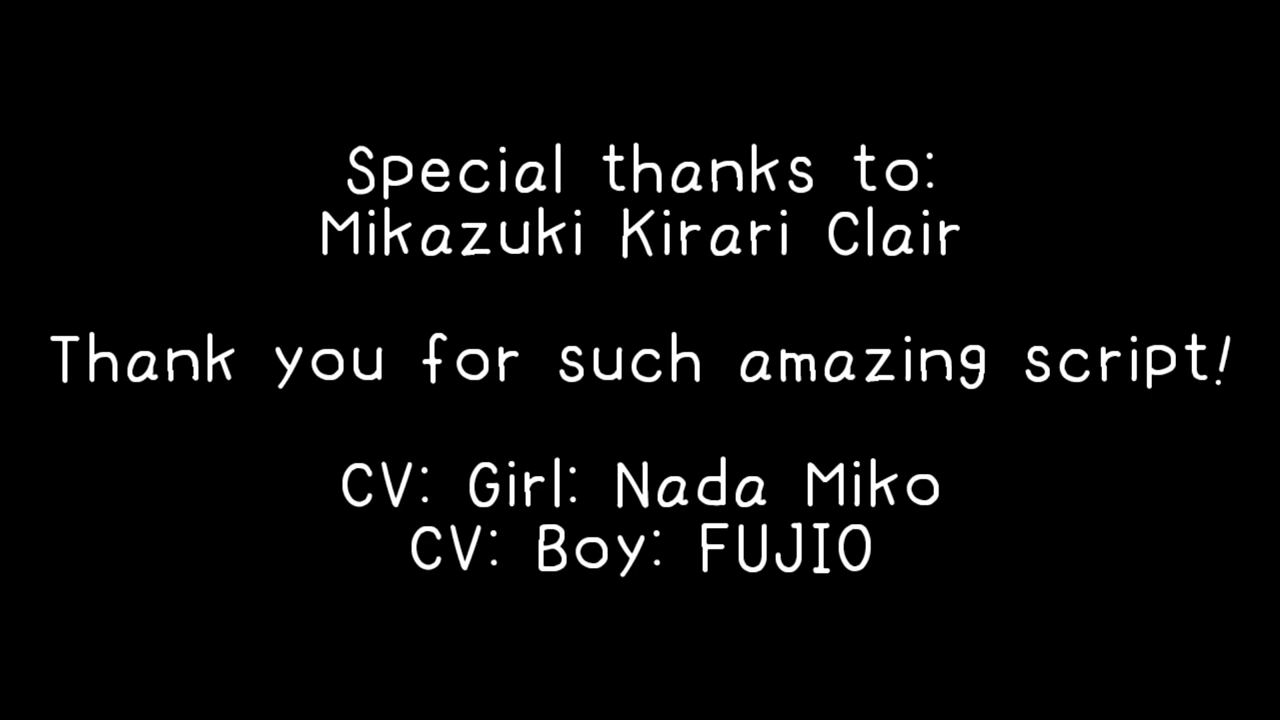 Special thanks to:
Mikazuki Kirari Clair
Thank you for such amazing script!
CV: Girl: Nada Miko
CV: Boy: FUJIO